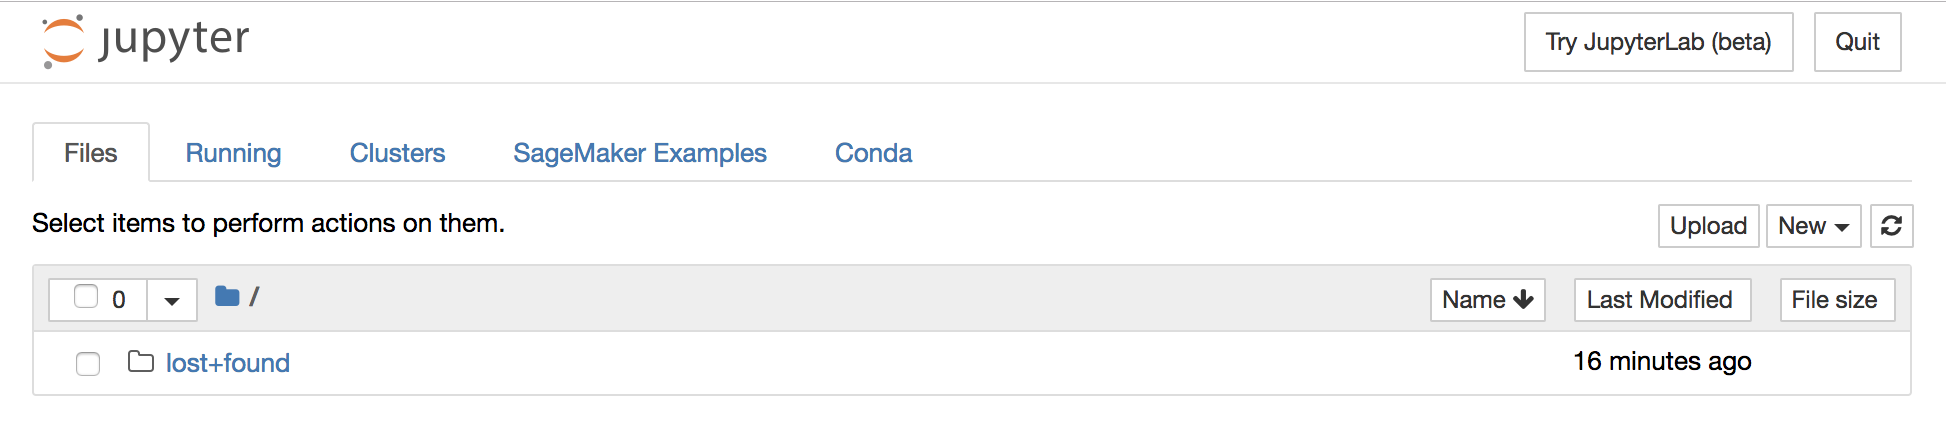 jupyter
Try JupyterLab (beta) Quit
Files Running Clusters SageMaker Examples Conda
Select items to perform actions on them.
Upload New
0 / Name Last Modified File size
lost+found 16 minutes ago